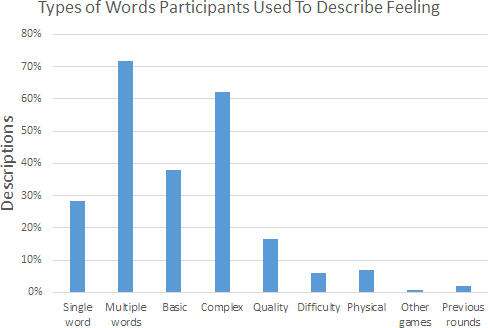 Types of Words Participants Used To Describe Feeling
80%
70%
60%
50%
40%
30%
20%
10%
0%
Descriptions
Single word
Multiple words
Basic
Complex
Quality
Difficulty
Physical
Other games
Previous rounds